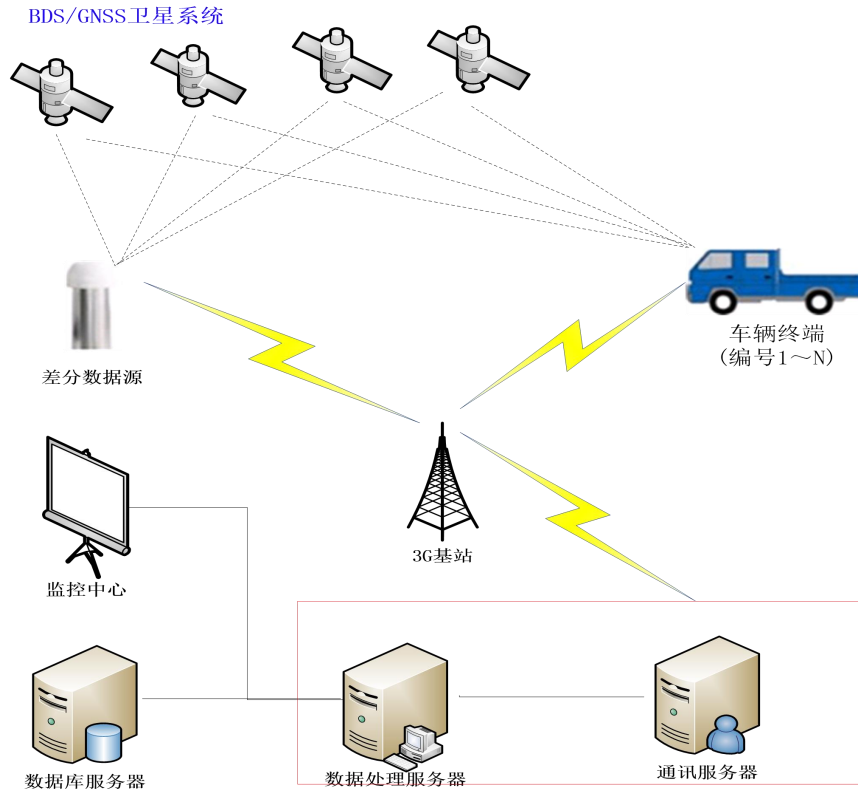 BDS/GNSS卫星系统
车辆终端
（编号1～N）
差分数据源
3G基站
监控中心
数据库服务器
数据处理服务器
通讯服务器